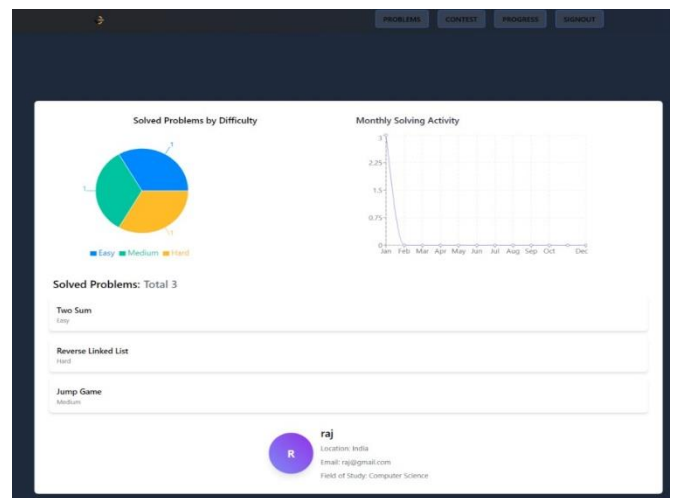 PROBLEMS CONTEST PROGRESS SIGNOUT
Solved Problems by Difficulty
1
1
1
Easy Medium Hard
Monthly Solving Activity
3
2.25
1.5
0.75
0
Jan Feb Mar Apr May Jun Jul Aug Sep Oct Dec
Solved Problems: Total 3
Two Sum
Easy
Reverse Linked List
Hard
Jump Game
Medium
R
raj
Location: India
Email: raj@gmail.com
Field of Study: Computer Science